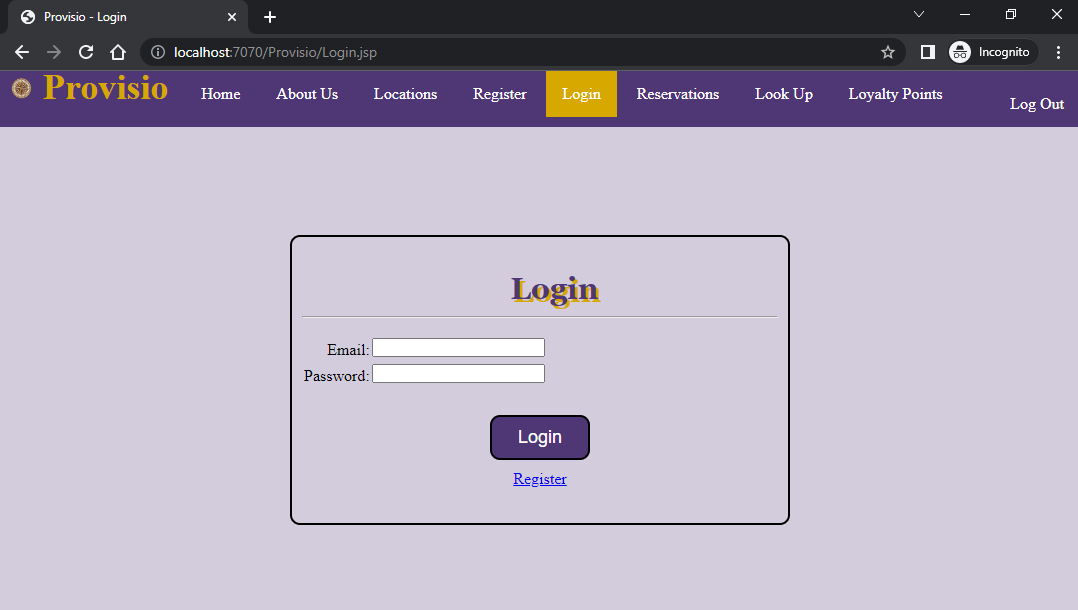 Provisio - Login
localhost:7070/Provisio/Login.jsp
Incognito
Provisio Home About Us Locations Register Login Reservations Look Up Loyalty Points Log Out
Login
Email:
Password:
Login
Register